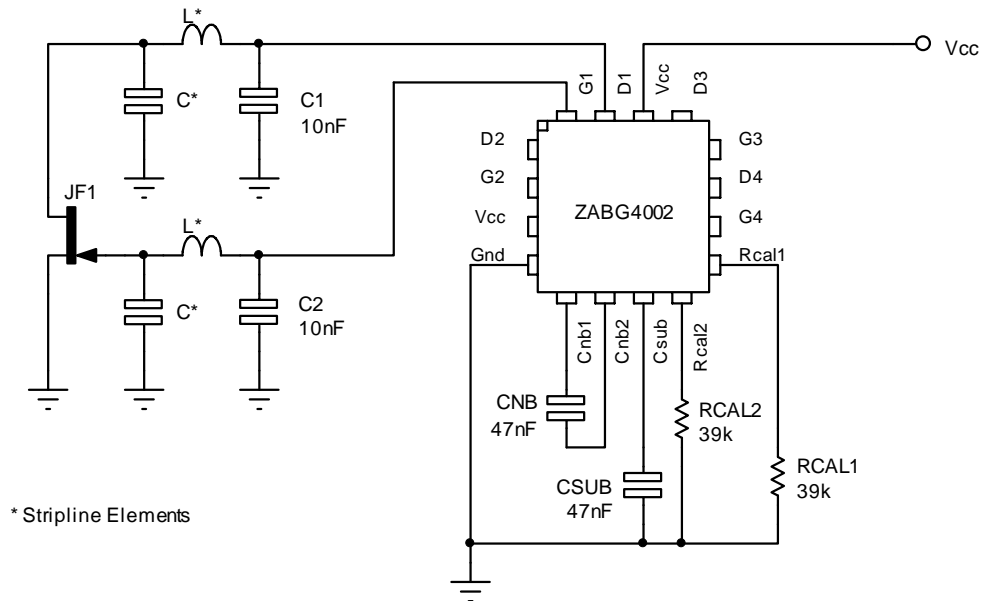 L*
Vcc
G1
D1
Vcc
D3
C*
C1
10nF
D2
G3
G2
D4
JF1
ZABG4002
L*
Vcc
G4
Gnd
Rcal1
C*
C2
10nF
Cnb1
Cnb2
Csub
Rcal2
CNB
47nF
RCAL2
39k
RCAL1
39k
CSUB
47nF
* Stripline Elements